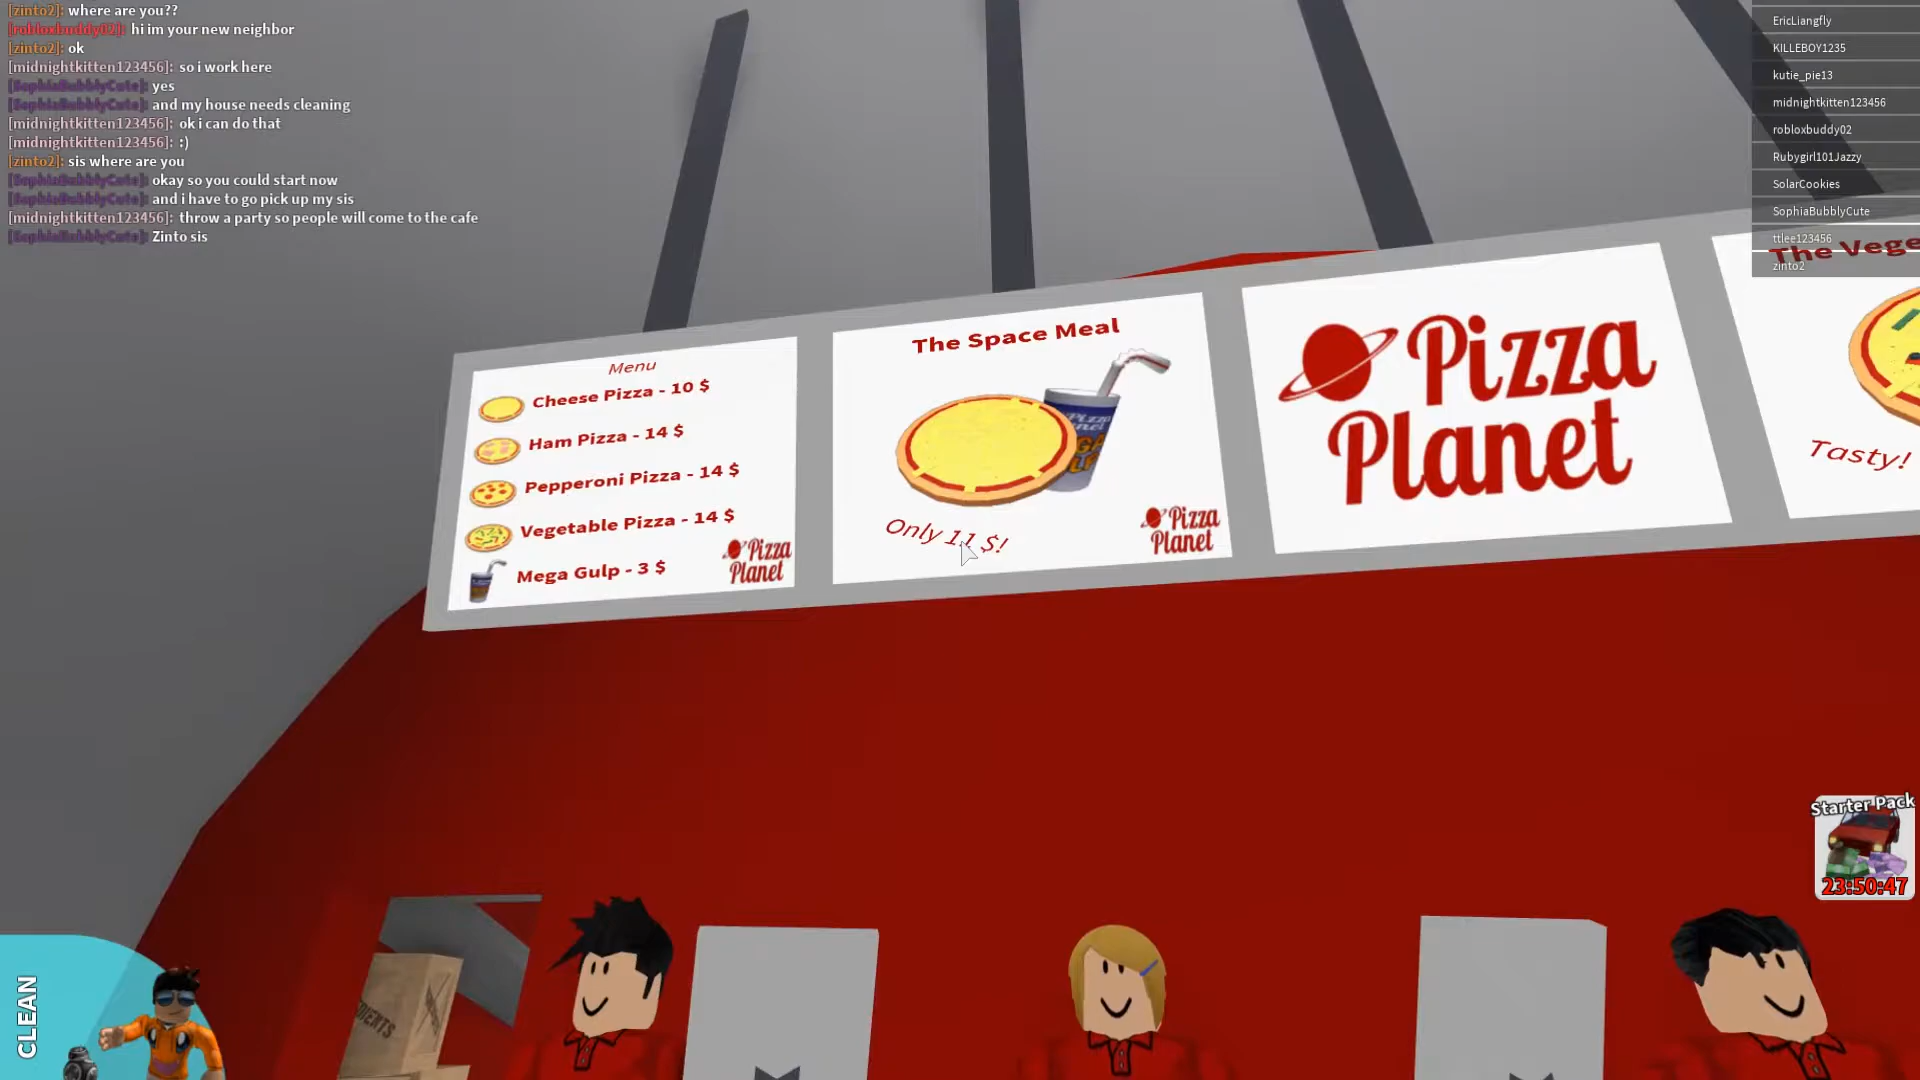 [zinto2]: where are you??
[robloxbuddy02]: hi im your new neighbor
[zinto2]: ok
[midnightkitten123456]: so i work here
[SophiaBubblyCute]: yes
[SophiaBubblyCute]: and my house needs cleaning
[midnightkitten123456]: ok i can do that
[midnightkitten123456]: :)
[zinto2]: sis where are you
[SophiaBubblyCute]: okay so you could start now
[SophiaBubblyCute]: and i have to go pick up my sis
[midnightkitten123456]: throw a party so people will come to the cafe
[SophiaBubblyCute]: Zinto sis
EricLiangfly
KILLEBOY1235
kutie_pie13
midnightkitten123456
robloxbuddy02
Rubygirl101Jazzy
SolarCookies
SophiaBubblyCute
ttlee123456
zinto2
Menu
Cheese Pizza - 10 $
Ham Pizza - 14 $
Pepperoni Pizza - 14 $
Vegetable Pizza - 14 $
Mega Gulp - 3 $
Pizza
Planet
The Space Meal
Only 11 $!
Pizza
Planet
Pizza
Planet
The Vege
Tasty!
Starter Pack
23:50:47
CLEAN